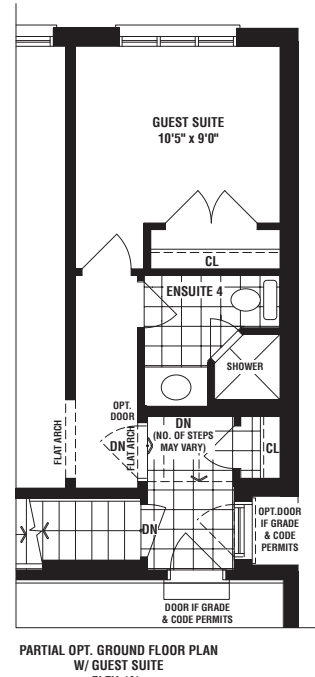 GUEST SUITE
10'5" x 9'0"
CL
ENSUITE 4
SHOWER
OPT.
DOOR
FLAT ARCH
DN
FLAT ARCH
DN
(NO. OF STEPS
MAY VARY)
CL
DN
OPT.DOOR
IF GRADE
& CODE
PERMITS
DOOR IF GRADE
& CODE PERMITS
PARTIAL OPT. GROUND FLOOR PLAN
W/ GUEST SUITE